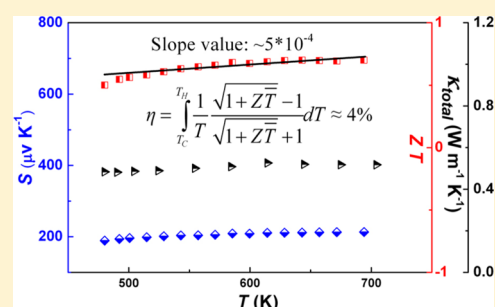 800
600
400
200
S (μv K⁻¹)
Slope value: ~5*10⁻⁴
η = ∫ T_C T_H 1/T √1+ZT̿ −1 / √1+ZT̿ +1 dT ≈ 4%
1
0
-1
Z T
1.2
0.8
0.4
0.0
κtotal (W m⁻¹ K⁻¹)
500
600
700
T (K)